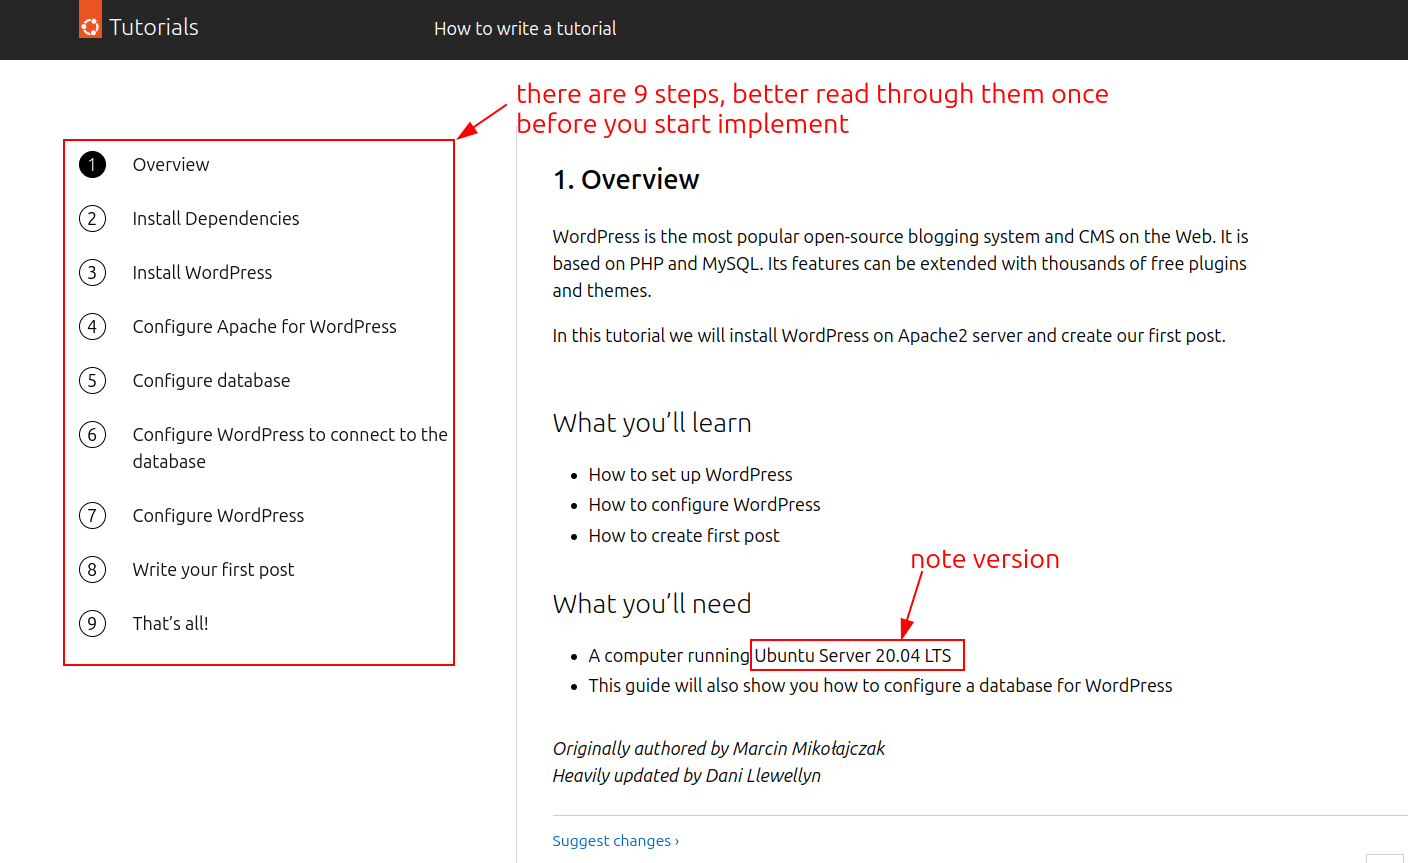 Tutorials
How to write a tutorial
there are 9 steps, better read through them once
before you start implement
1 Overview
2 Install Dependencies
3 Install WordPress
4 Configure Apache for WordPress
5 Configure database
6 Configure WordPress to connect to the
database
7 Configure WordPress
8 Write your first post
9 That’s all!
1. Overview
WordPress is the most popular open-source blogging system and CMS on the Web. It is
based on PHP and MySQL. Its features can be extended with thousands of free plugins
and themes.
In this tutorial we will install WordPress on Apache2 server and create our first post.
What you’ll learn
• How to set up WordPress
• How to configure WordPress
• How to create first post
note version
What you’ll need
• A computer running Ubuntu Server 20.04 LTS
• This guide will also show you how to configure a database for WordPress
Originally authored by Marcin Mikołajczak
Heavily updated by Dani Llewellyn
Suggest changes ›